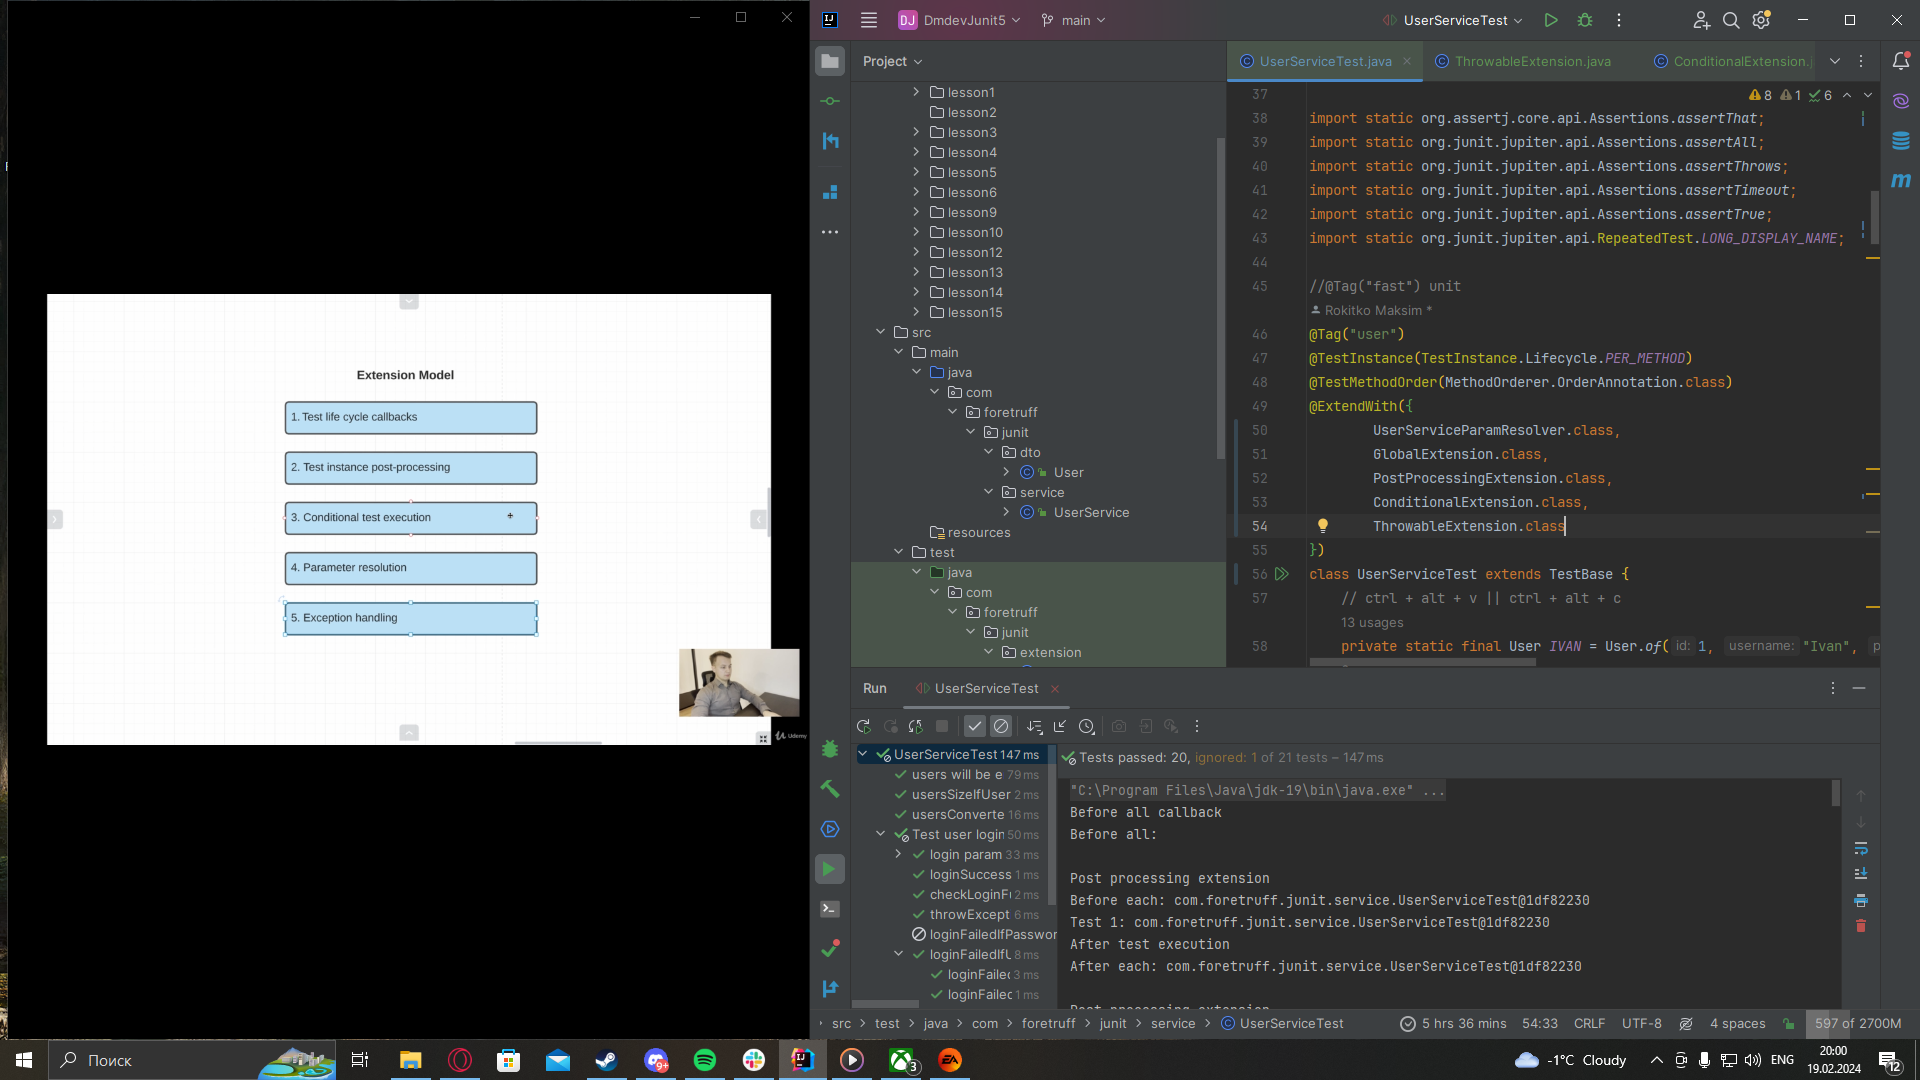 Extension Model
1. Test life cycle callbacks
2. Test instance post-processing
3. Conditional test execution
4. Parameter resolution
5. Exception handling
Udemy
DJ DmdevJunit5
main
UserServiceTest
Project
lesson1
lesson2
lesson3
lesson4
lesson5
lesson6
lesson9
lesson10
lesson12
lesson13
lesson14
lesson15
src
main
java
com
foretruff
junit
dto
User
service
UserService
resources
test
java
com
foretruff
junit
extension
UserServiceTest.java
ThrowableExtension.java
ConditionalExtension.
8 1 6
37
38 import static org.assertj.core.api.Assertions.assertThat;
39 import static org.junit.jupiter.api.Assertions.assertAll;
40 import static org.junit.jupiter.api.Assertions.assertThrows;
41 import static org.junit.jupiter.api.Assertions.assertTimeout;
42 import static org.junit.jupiter.api.Assertions.assertTrue;
43 import static org.junit.jupiter.api.RepeatedTest.LONG_DISPLAY_NAME;
44
45 //@Tag("fast") unit
Rokitko Maksim *
46 @Tag("user")
47 @TestInstance(TestInstance.Lifecycle.PER_METHOD)
48 @TestMethodOrder(MethodOrderer.OrderAnnotation.class)
49 @ExtendWith({
50 UserServiceParamResolver.class,
51 GlobalExtension.class,
52 PostProcessingExtension.class,
53 ConditionalExtension.class,
54 ThrowableExtension.class
55 })
56 class UserServiceTest extends TestBase {
57 // ctrl + alt + v || ctrl + alt + c
13 usages
58 private static final User IVAN = User.of( id: 1, username: "Ivan", p
Run UserServiceTest
UserServiceTest 147 ms
users will be e 79 ms
usersSizeIfUser 2 ms
usersConverte 16 ms
Test user login 50 ms
login param 33 ms
loginSuccess 1 ms
checkLoginFu 2 ms
throwExcept 6 ms
loginFailedIfPasswor
loginFailedIfU 8 ms
loginFailec 3 ms
loginFailec 1 ms
Tests passed: 20, ignored: 1 of 21 tests – 147 ms
"C:\Program Files\Java\jdk-19\bin\java.exe" ...
Before all callback
Before all:
Post processing extension
Before each: com.foretruff.junit.service.UserServiceTest@1df82230
Test 1: com.foretruff.junit.service.UserServiceTest@1df82230
After test execution
After each: com.foretruff.junit.service.UserServiceTest@1df82230
Post processing extension
src > test > java > com > foretruff > junit > service > UserServiceTest
5 hrs 36 mins 54:33 CRLF UTF-8 4 spaces 597 of 2700M
Поиск
9+
3
-1°C Cloudy
ENG
20:00
19.02.2024
12